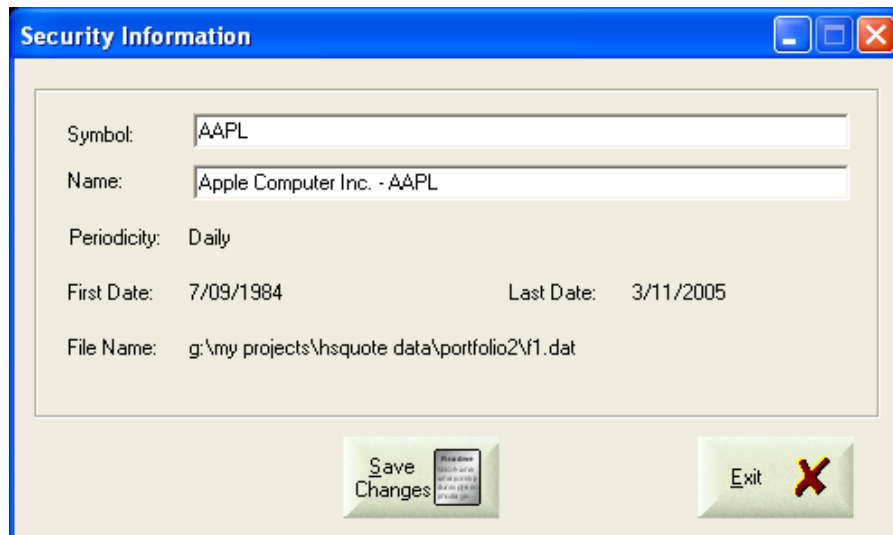 Security Information
Symbol: AAPL
Name: Apple Computer Inc. - AAPL
Periodicity: Daily
First Date: 7/09/1984 Last Date: 3/11/2005
File Name: g:\my projects\hsquote data\portfolio2\f1.dat
Save
Changes
Readme
Exit